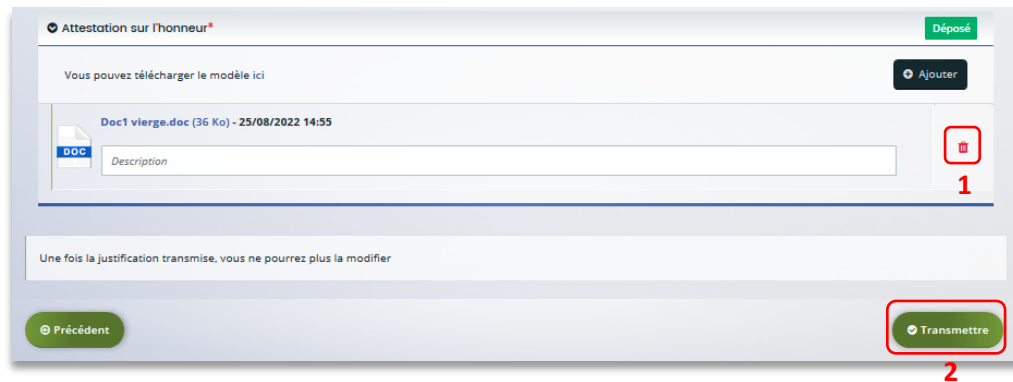 Attestation sur l'honneur*
Déposé
Vous pouvez télécharger le modèle ici
Ajouter
Doc1 vierge.doc (36 Ko) - 25/08/2022 14:55
DOC
Description
1
Une fois la justification transmise, vous ne pourrez plus la modifier
Précédent
Transmettre
2